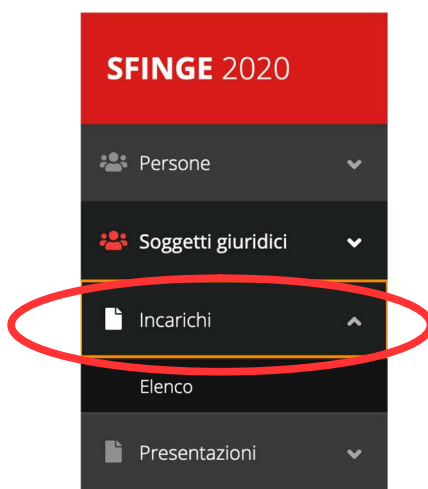 SFINGE 2020
Persone
Soggetti giuridici
Incarichi
Elenco
Presentazioni